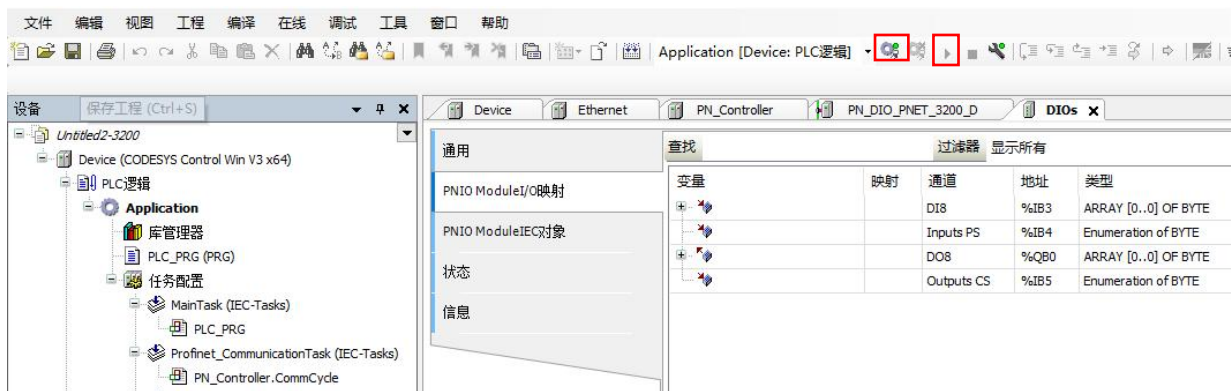 文件 编辑 视图 工程 编译 在线 调试 工具 窗口 帮助
Application [Device: PLC逻辑]
设备 保存工程 (Ctrl+S)
Untitled2-3200
Device (CODESYS Control Win V3 x64)
PLC逻辑
Application
库管理器
PLC_PRG (PRG)
任务配置
MainTask (IEC-Tasks)
PLC_PRG
Profinet_CommunicationTask (IEC-Tasks)
PN_Controller.CommCycle
Device Ethernet PN_Controller PN_DIO_PNET_3200_D DIOs
通用
PNIO ModuleI/O映射
PNIO ModuleIEC对象
状态
信息
查找 过滤器 显示所有
变量 映射 通道 地址 类型
DI8 %IB3 ARRAY [0..0] OF BYTE
Inputs PS %IB4 Enumeration of BYTE
DO8 %QB0 ARRAY [0..0] OF BYTE
Outputs CS %IB5 Enumeration of BYTE